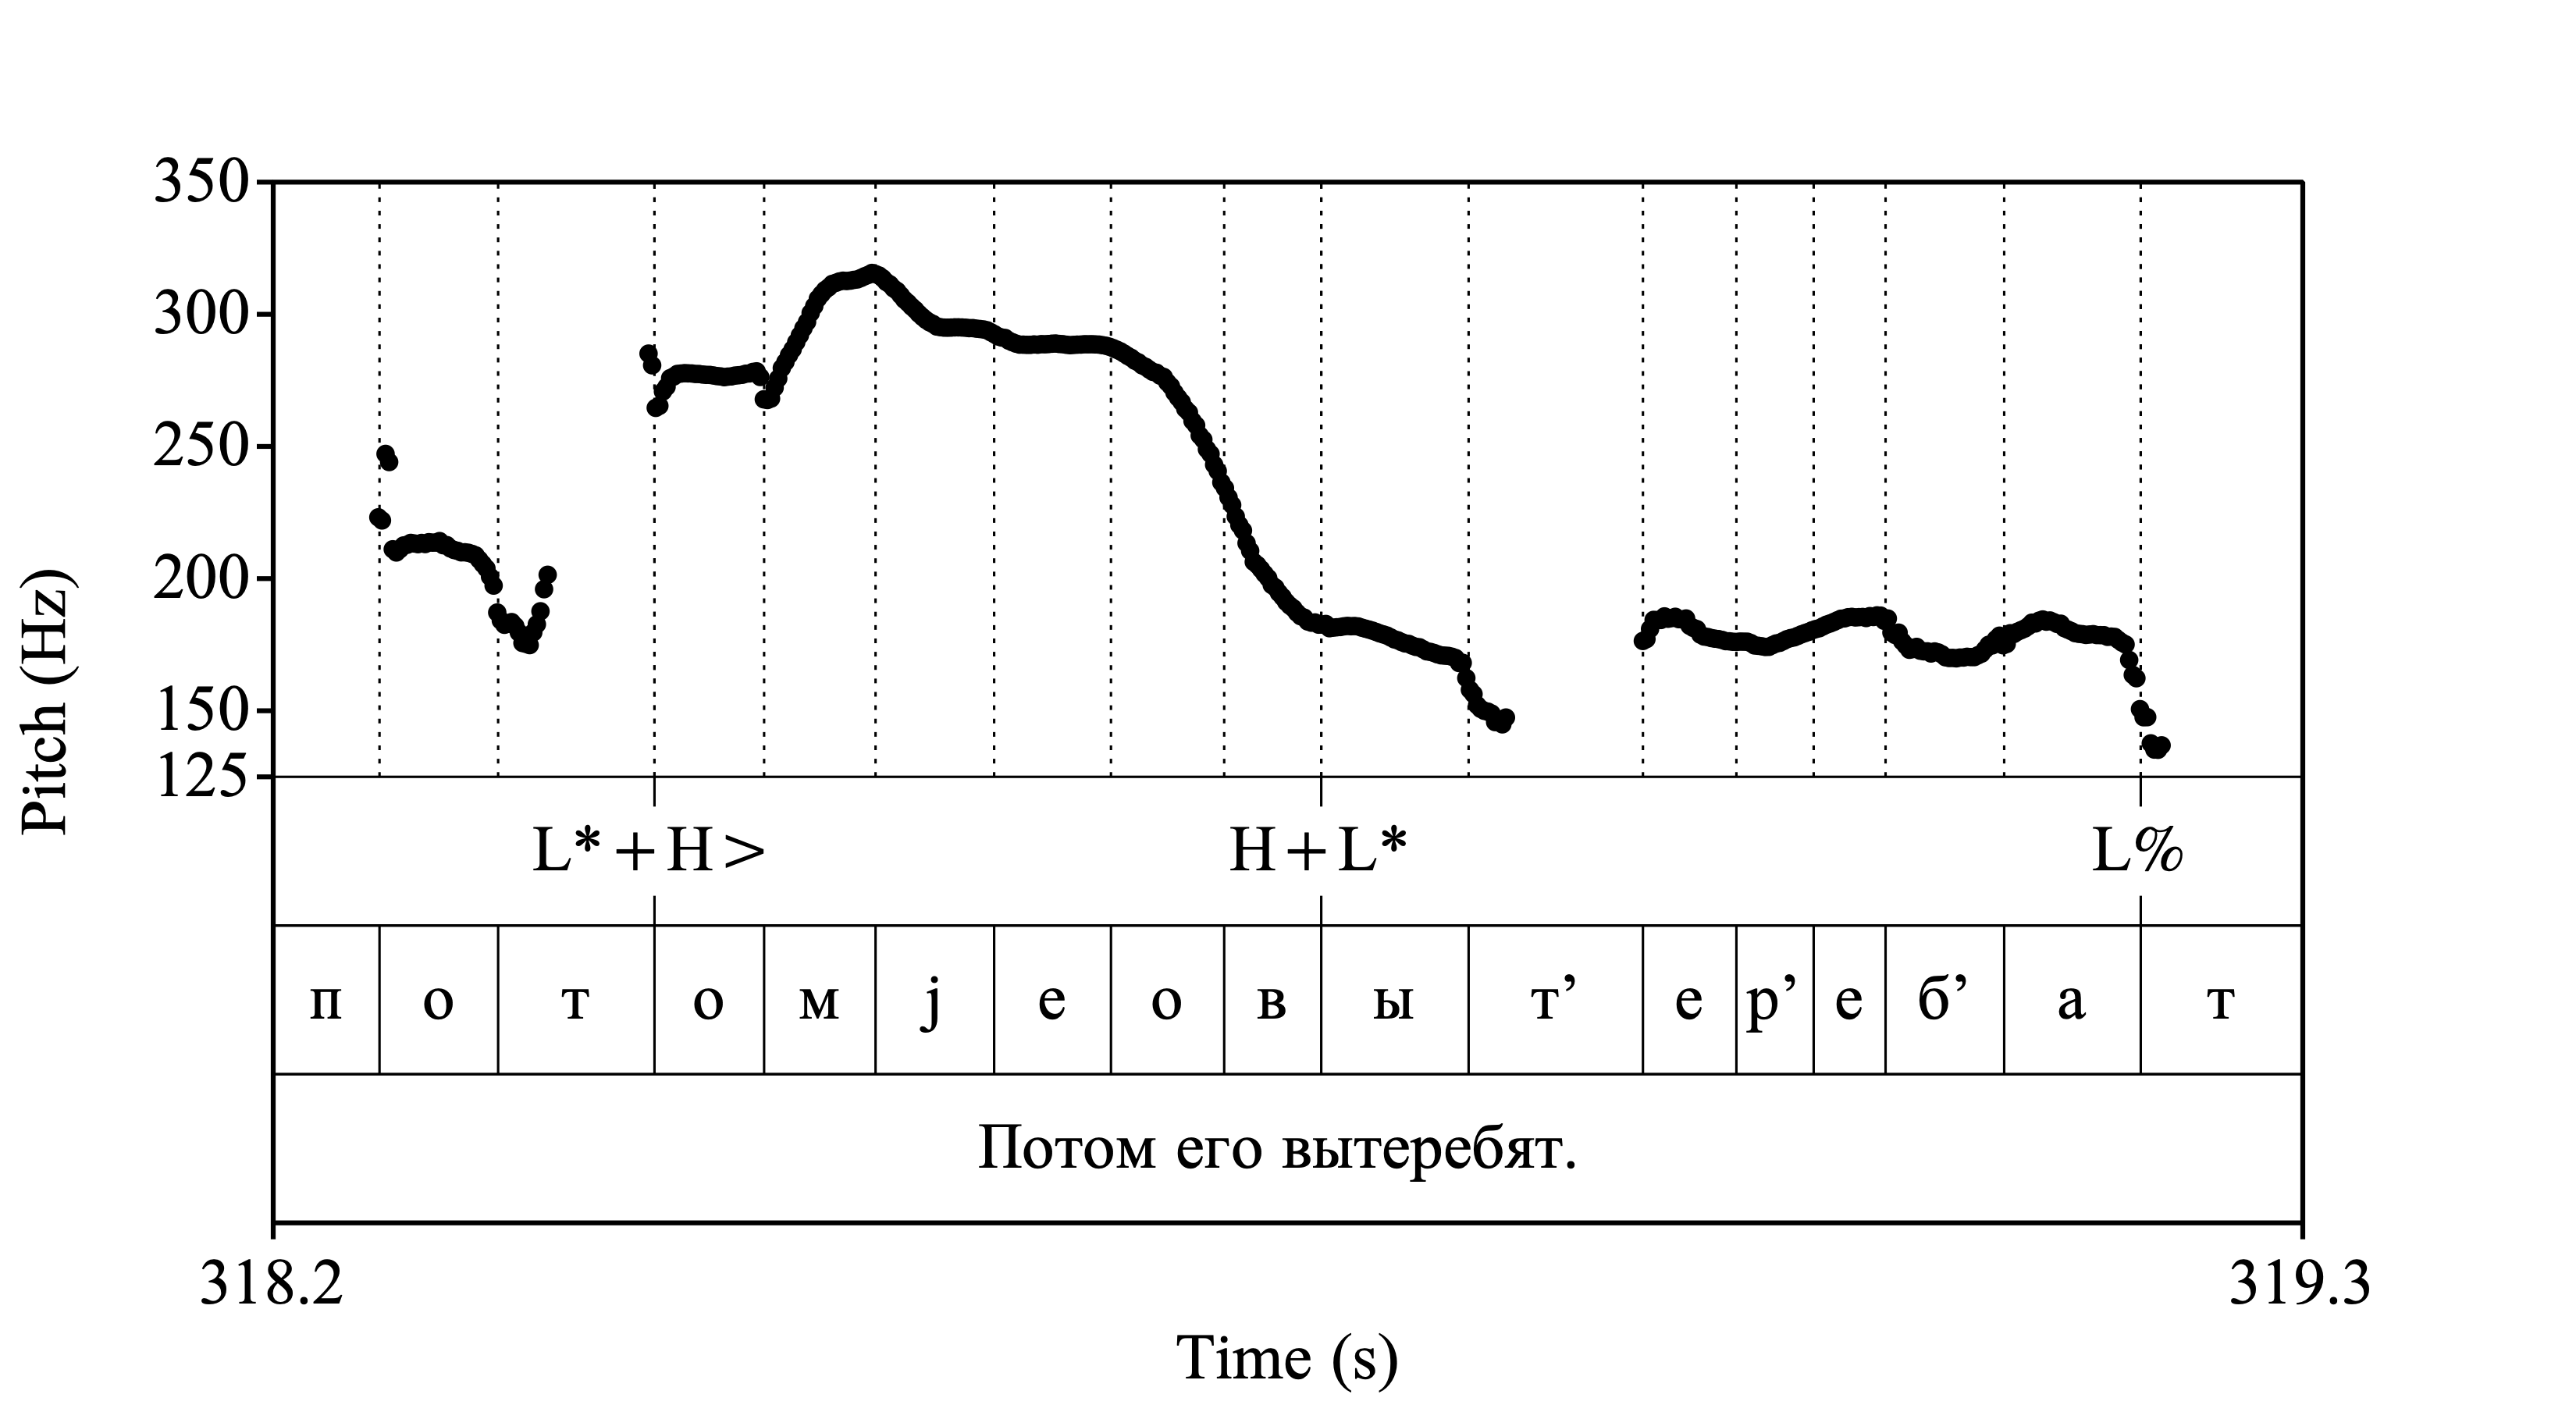 350
300
250
200
150
125
Pitch (Hz)
L*+H> H+L* L%
п о т о м j е о в ы т’ е р’ е б’ а т
Потом его вытеребят.
318.2 319.3
Time (s)